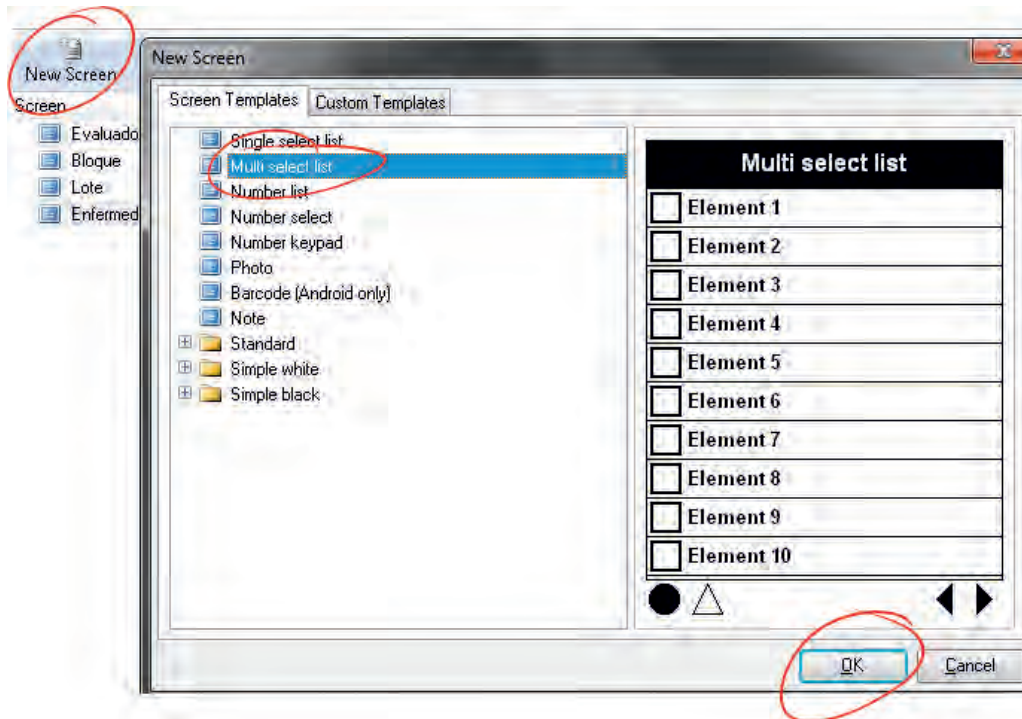 New Screen
Screen
Evaluado
Bloque
Lote
Enfermed
New Screen
Screen Templates
Custom Templates
Single select list
Multi select list
Number list
Number select
Number keypad
Photo
Barcode (Android only)
Note
Standard
Simple white
Simple black
Multi select list
Element 1
Element 2
Element 3
Element 4
Element 5
Element 6
Element 7
Element 8
Element 9
Element 10
OK
Cancel